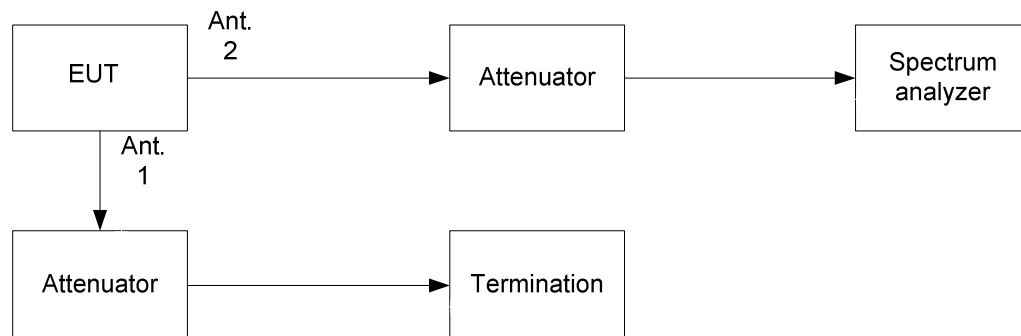 Ant.
2
EUT
Attenuator
Spectrum
analyzer
Ant.
1
Attenuator
Termination